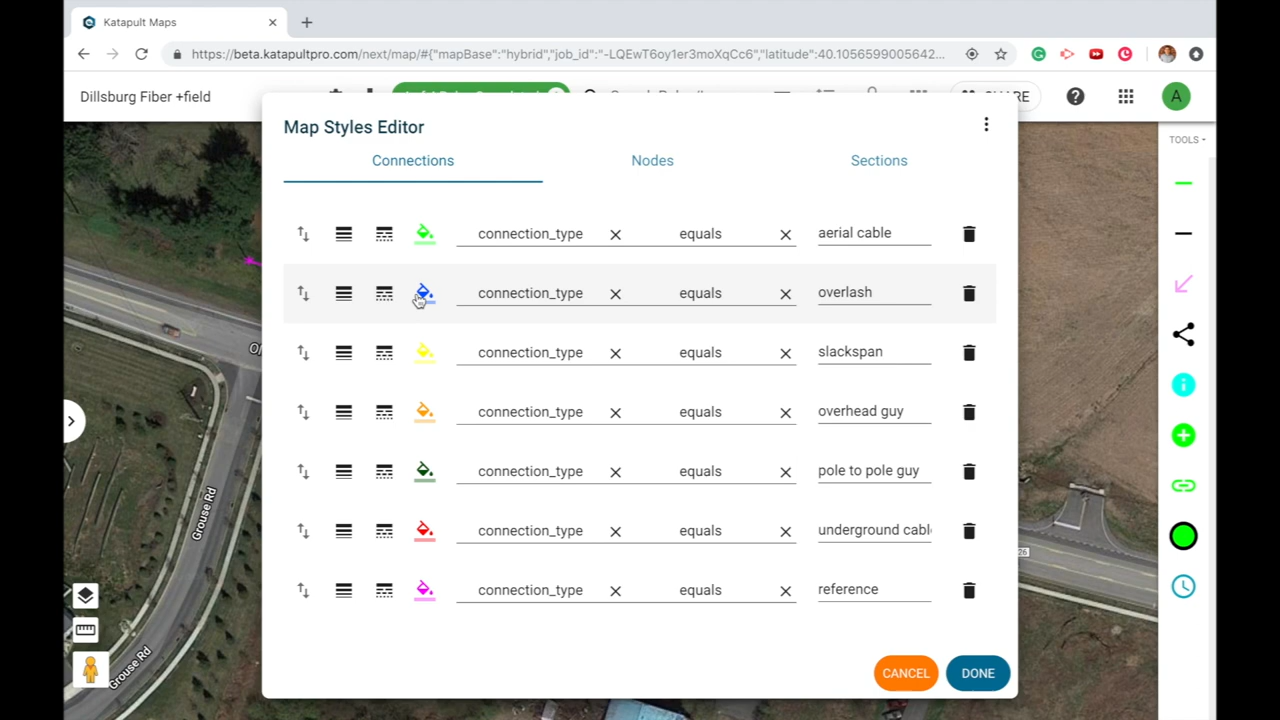 Katapult Maps
https://beta.katapultpro.com/next/map/#{"mapBase":"hybrid","job_id":"-LQEwT6oy1er3moXqCc6","latitude":40.1056599005642...
Dillsburg Fiber +field
SHARE
A
Map Styles Editor
TOOLS
Connections
Nodes
Sections
connection_type equals aerial cable
connection_type equals overlash
connection_type equals slackspan
connection_type equals overhead guy
connection_type equals pole to pole guy
connection_type equals underground cabl
connection_type equals reference
Grouse Rd
Grouse Rd
26
CANCEL
DONE